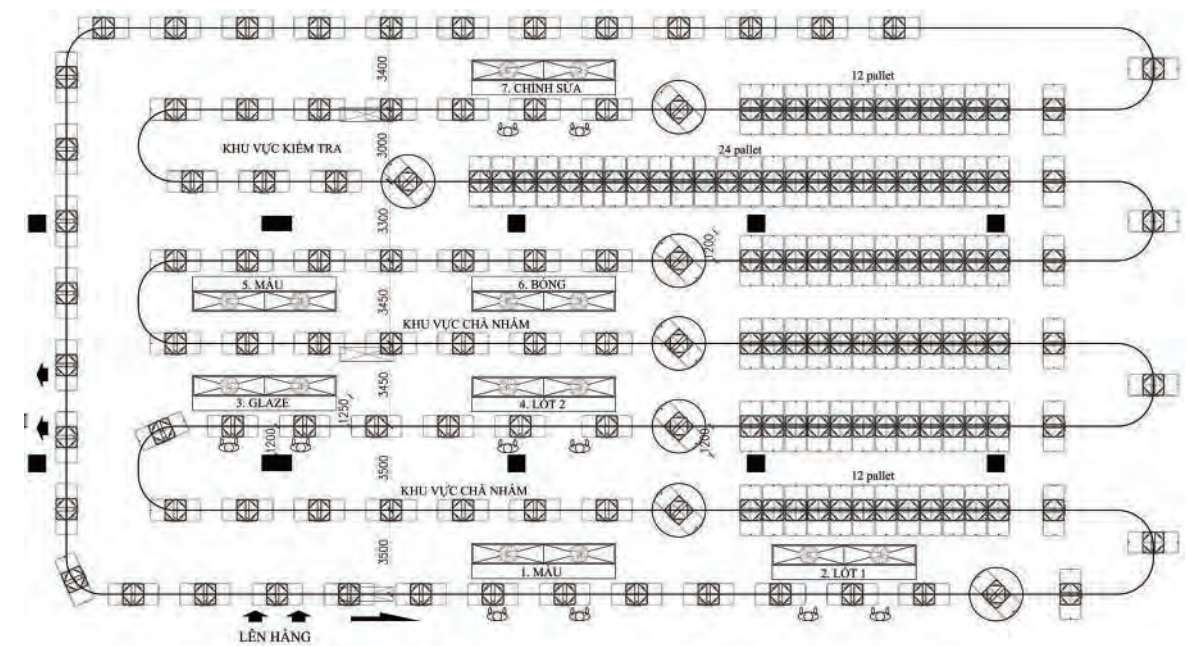 3400
7. CHỈNH SỬA
12 pallet
KHU VỰC KIỂM TRA
3000
24 pallet
3300
1200
5. MÀU
6. BÓNG
3450
KHU VỰC CHÀ NHÁM
3450
3. GLAZE
4. LÓT 2
1250
1200
1200
3500
KHU VỰC CHÀ NHÁM
12 pallet
3500
1. MÀU
2. LÓT 1
LÊN HÀNG